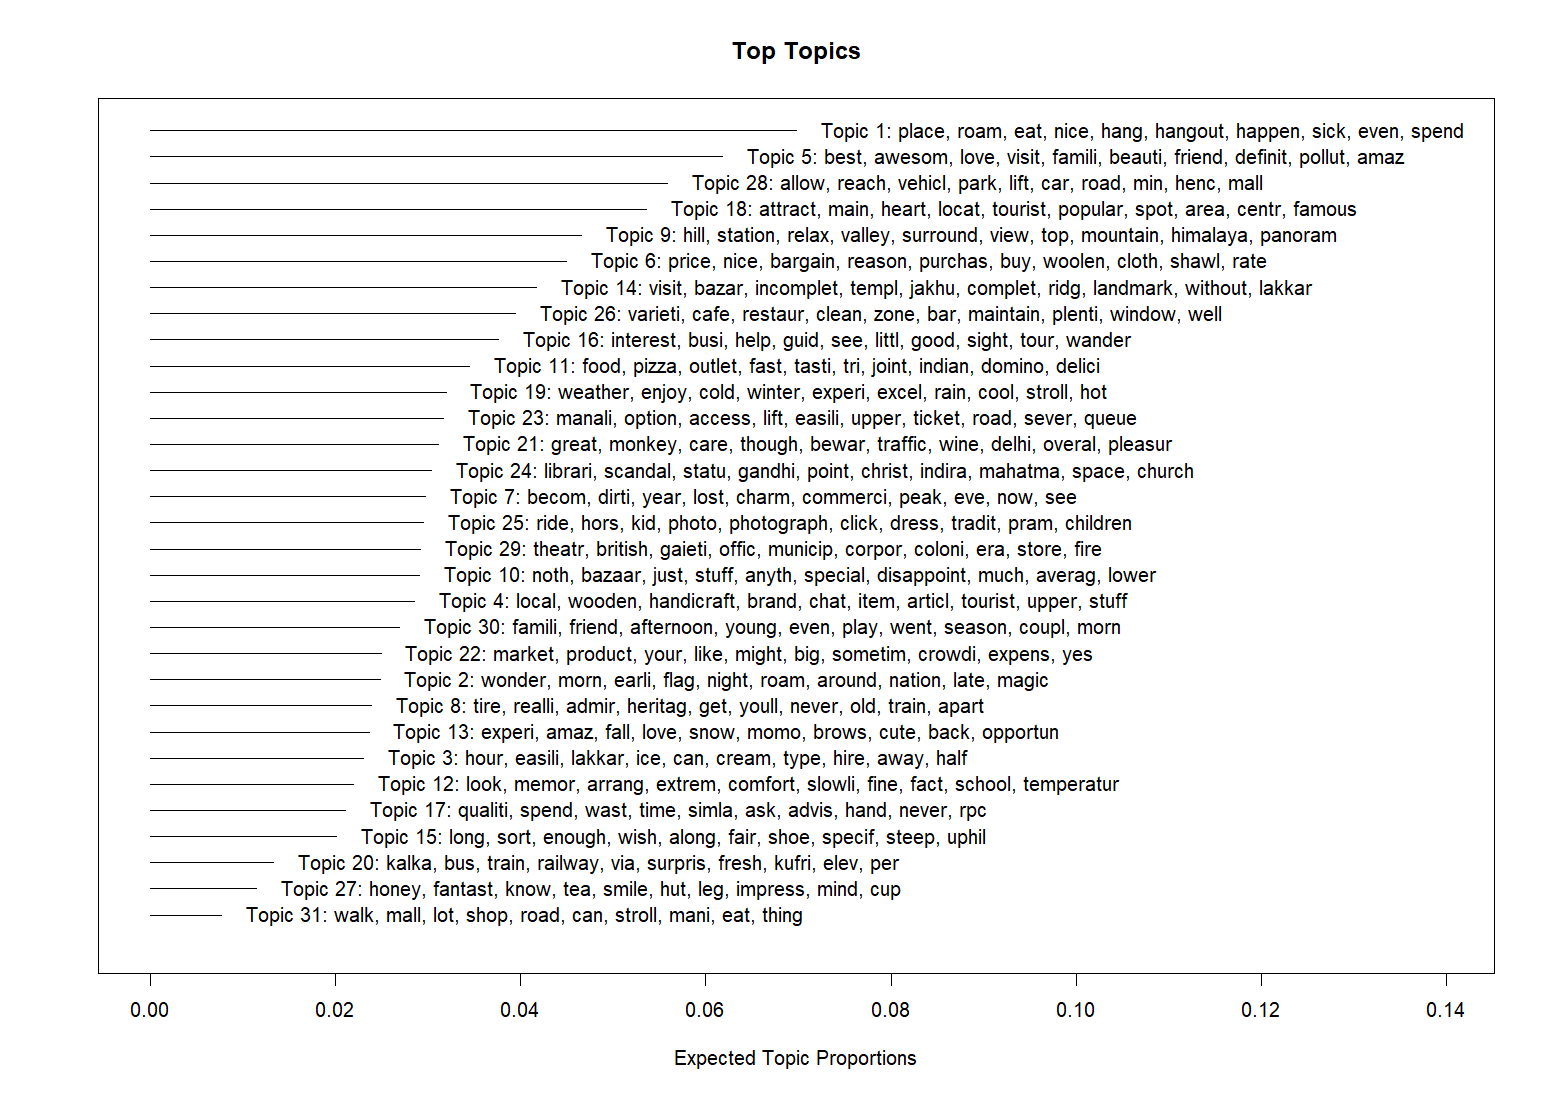 Top Topics
Topic 1: place, roam, eat, nice, hang, hangout, happen, sick, even, spend
Topic 5: best, awesom, love, visit, famili, beauti, friend, definit, pollut, amaz
Topic 28: allow, reach, vehicl, park, lift, car, road, min, henc, mall
Topic 18: attract, main, heart, locat, tourist, popular, spot, area, centr, famous
Topic 9: hill, station, relax, valley, surround, view, top, mountain, himalaya, panoram
Topic 6: price, nice, bargain, reason, purchas, buy, woolen, cloth, shawl, rate
Topic 14: visit, bazar, incomplet, templ, jakhu, complet, ridg, landmark, without, lakkar
Topic 26: varieti, cafe, restaur, clean, zone, bar, maintain, plenti, window, well
Topic 16: interest, busi, help, guid, see, littl, good, sight, tour, wander
Topic 11: food, pizza, outlet, fast, tasti, tri, joint, indian, domino, delici
Topic 19: weather, enjoy, cold, winter, experi, excel, rain, cool, stroll, hot
Topic 23: manali, option, access, lift, easili, upper, ticket, road, sever, queue
Topic 21: great, monkey, care, though, bewar, traffic, wine, delhi, overal, pleasur
Topic 24: librari, scandal, statu, gandhi, point, christ, indira, mahatma, space, church
Topic 7: becom, dirti, year, lost, charm, commerci, peak, eve, now, see
Topic 25: ride, hors, kid, photo, photograph, click, dress, tradit, pram, children
Topic 29: theatr, british, gaieti, offic, municip, corpor, coloni, era, store, fire
Topic 10: noth, bazaar, just, stuff, anyth, special, disappoint, much, averag, lower
Topic 4: local, wooden, handicraft, brand, chat, item, articl, tourist, upper, stuff
Topic 30: famili, friend, afternoon, young, even, play, went, season, coupl, morn
Topic 22: market, product, your, like, might, big, sometim, crowdi, expens, yes
Topic 2: wonder, morn, earli, flag, night, roam, around, nation, late, magic
Topic 8: tire, realli, admir, heritag, get, youll, never, old, train, apart
Topic 13: experi, amaz, fall, love, snow, momo, brows, cute, back, opportun
Topic 3: hour, easili, lakkar, ice, can, cream, type, hire, away, half
Topic 12: look, memor, arrang, extrem, comfort, slowli, fine, fact, school, temperatur
Topic 17: qualiti, spend, wast, time, simla, ask, advis, hand, never, rpc
Topic 15: long, sort, enough, wish, along, fair, shoe, specif, steep, uphil
Topic 20: kalka, bus, train, railway, via, surpris, fresh, kufri, elev, per
Topic 27: honey, fantast, know, tea, smile, hut, leg, impress, mind, cup
Topic 31: walk, mall, lot, shop, road, can, stroll, mani, eat, thing
0.00 0.02 0.04 0.06 0.08 0.10 0.12 0.14
Expected Topic Proportions